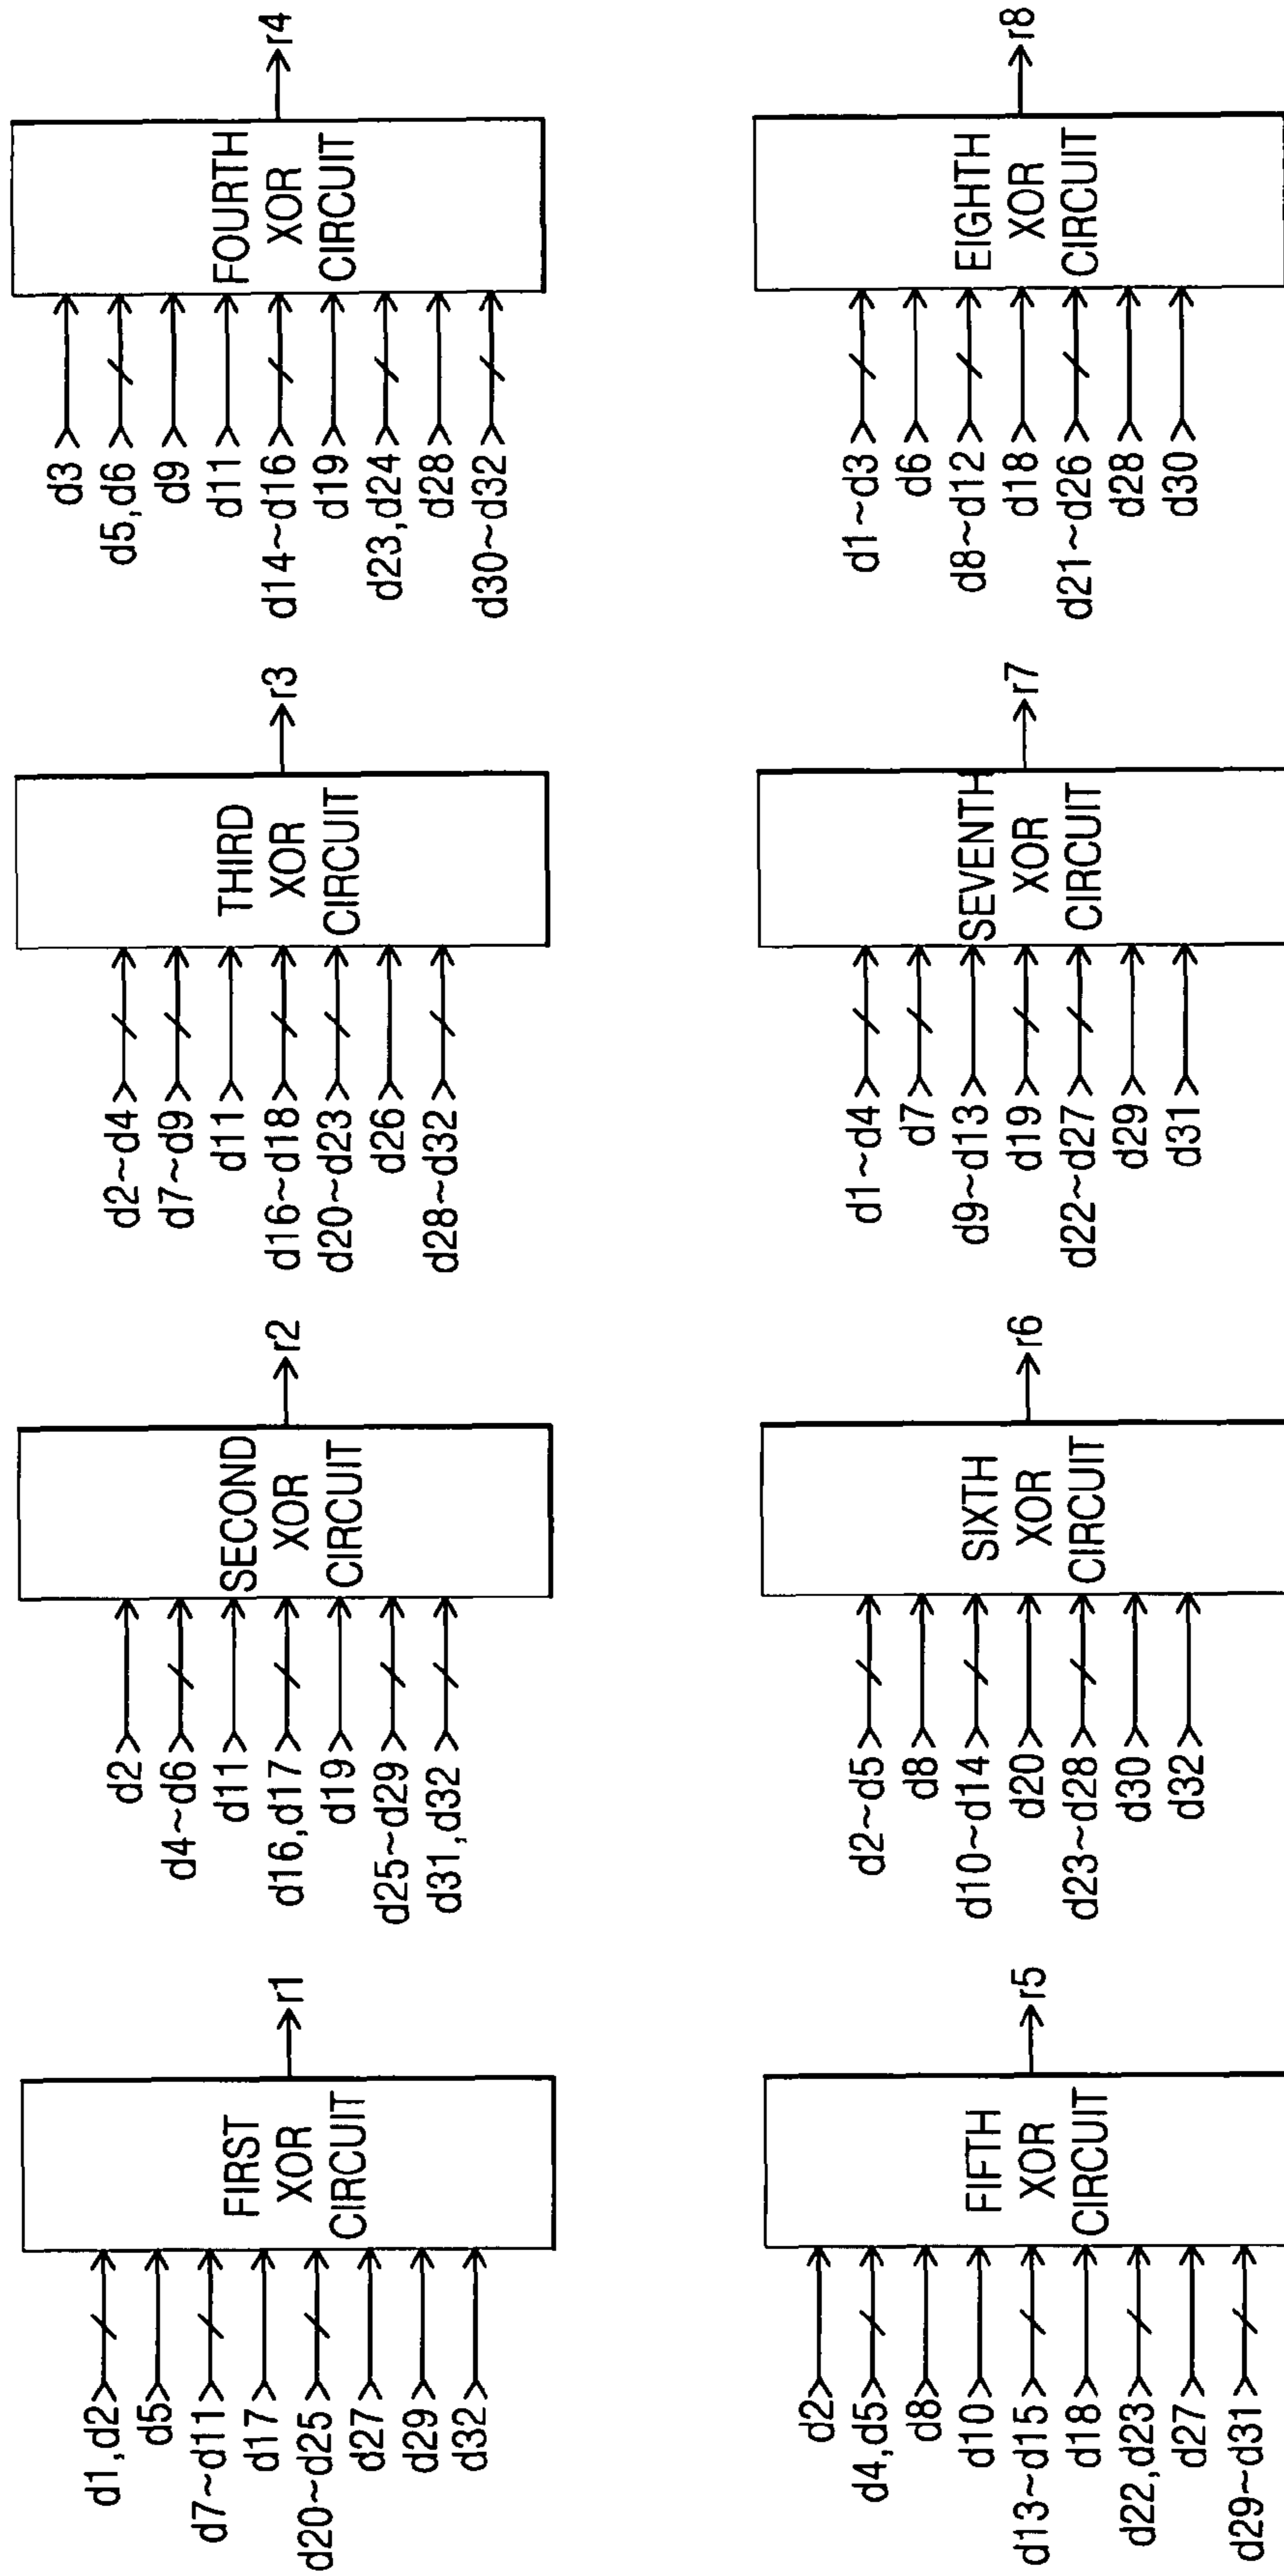 d1,d2
d5
d7~d11
d17
d20~d25
d27
d29
d32
FIRST
XOR
CIRCUIT
r1
d2
d4~d6
d11
d16,d17
d19
d25~d29
d31,d32
SECOND
XOR
CIRCUIT
r2
d2~d4
d7~d9
d11
d16~d18
d20~d23
d26
d28~d32
THIRD
XOR
CIRCUIT
r3
d3
d5,d6
d9
d11
d14~d16
d19
d23,d24
d28
d30~d32
FOURTH
XOR
CIRCUIT
r4
d2
d4,d5
d8
d10
d13~d15
d18
d22,d23
d27
d29~d31
FIFTH
XOR
CIRCUIT
r5
d2~d5
d8
d10~d14
d20
d23~d28
d30
d32
SIXTH
XOR
CIRCUIT
r6
d1~d4
d7
d9~d13
d19
d22~d27
d29
d31
SEVENTH
XOR
CIRCUIT
r7
d1~d3
d6
d8~d12
d18
d21~d26
d28
d30
EIGHTH
XOR
CIRCUIT
r8